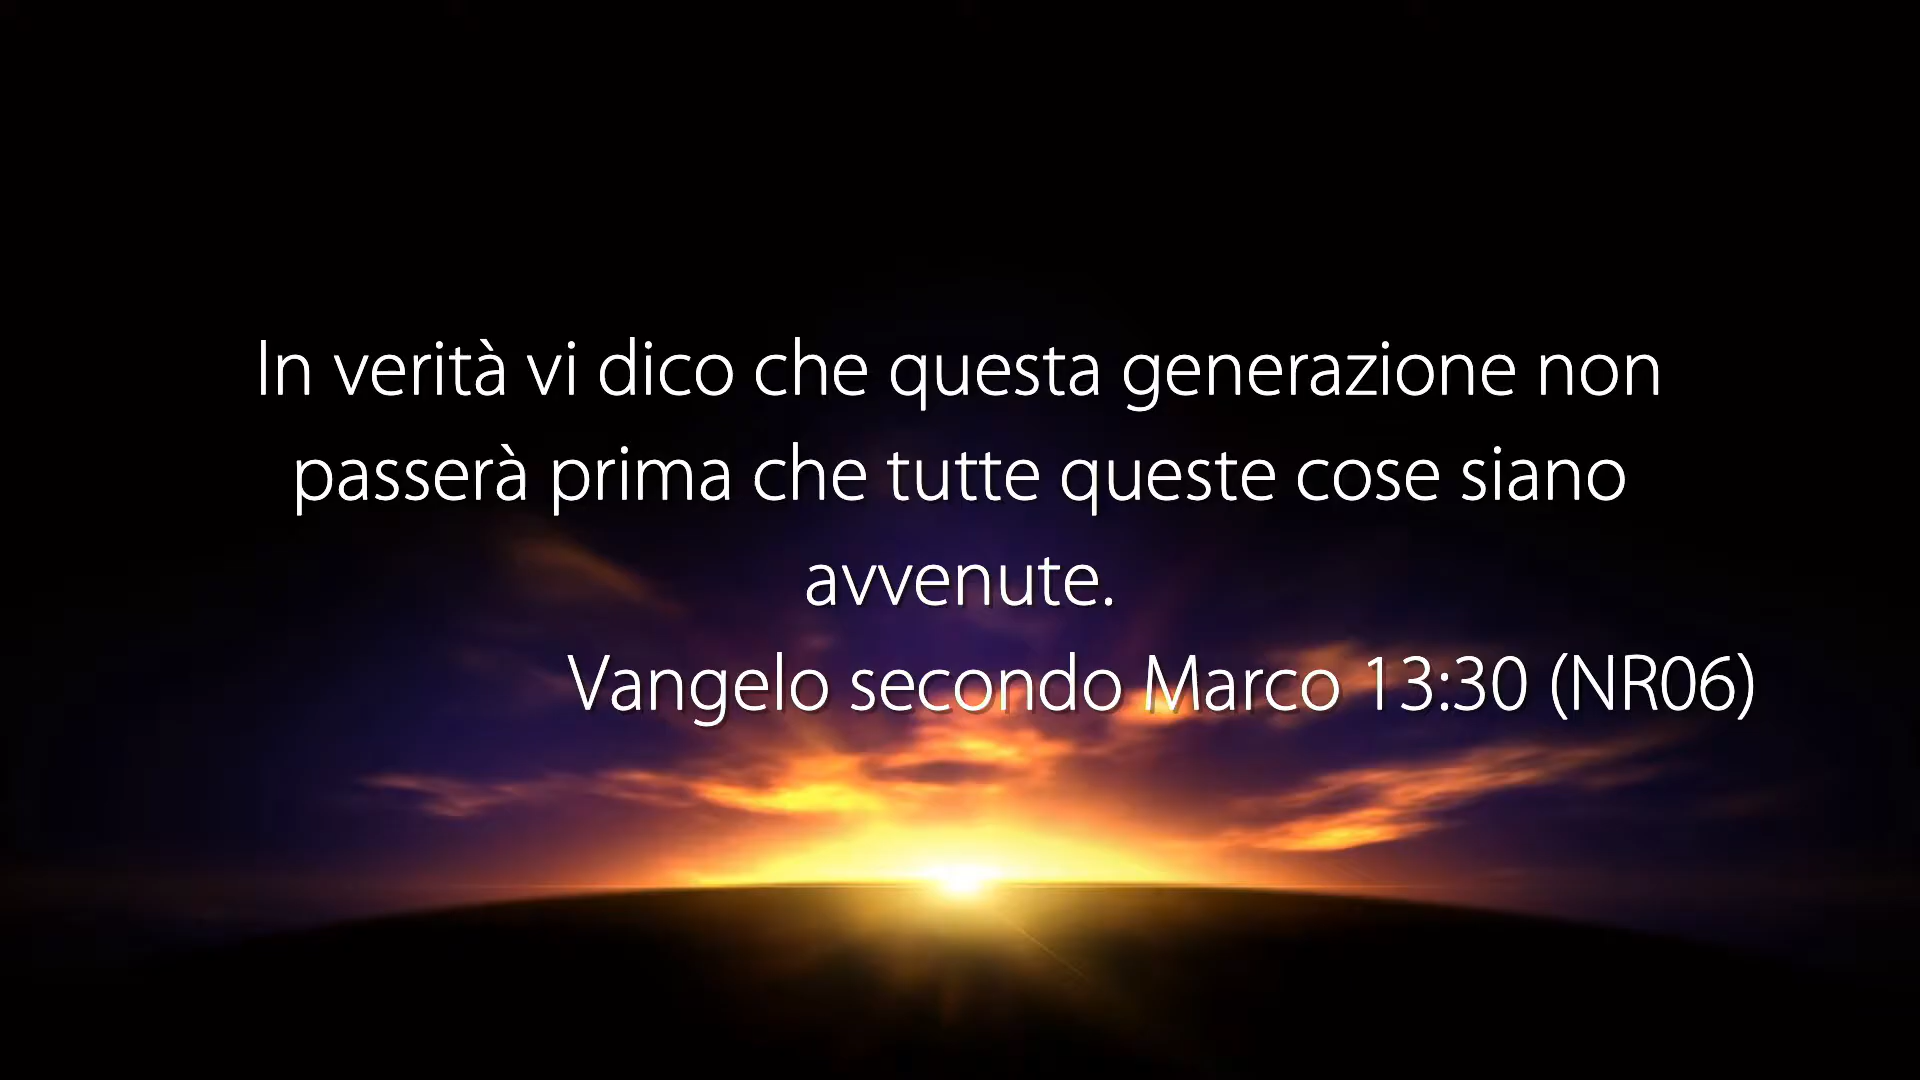 In verità vi dico che questa generazione non
passerà prima che tutte queste cose siano
avvenute.
Vangelo secondo Marco 13:30 (NR06)